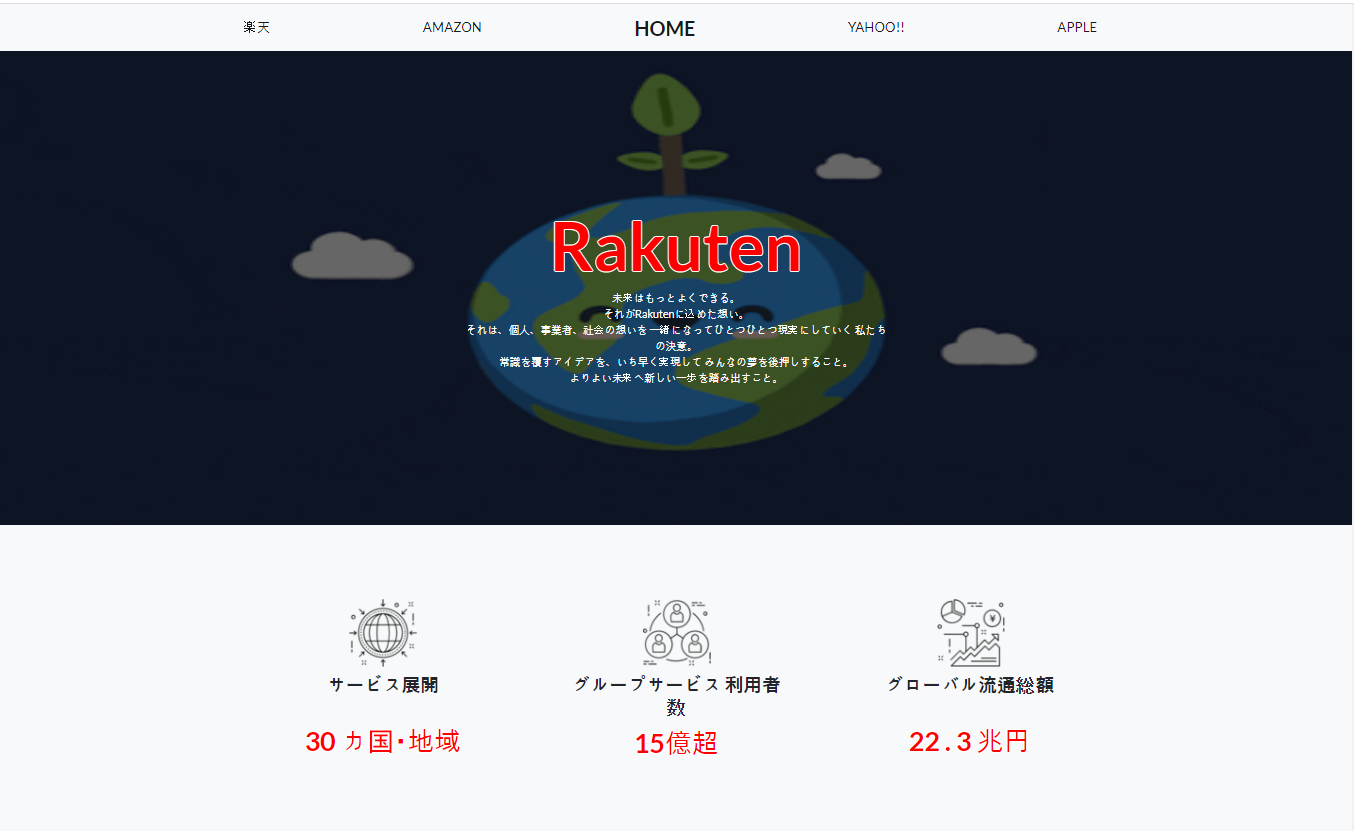 楽天 AMAZON HOME YAHOO!! APPLE
Rakuten
未来はもっとよくできる。
それがRakutenに込めた想い。
それは、個人、事業者、社会の想いを一緒になってひとつひとつ現実にしていく私たち
の決意。
常識を覆すアイデアを、いち早く実現してみんなの夢を後押しすること。
よりよい未来へ新しい一歩を踏み出すこと。
サービス展開
30 カ国・地域
グループサービス利用者
数
15億超
グローバル流通総額
22.3兆円